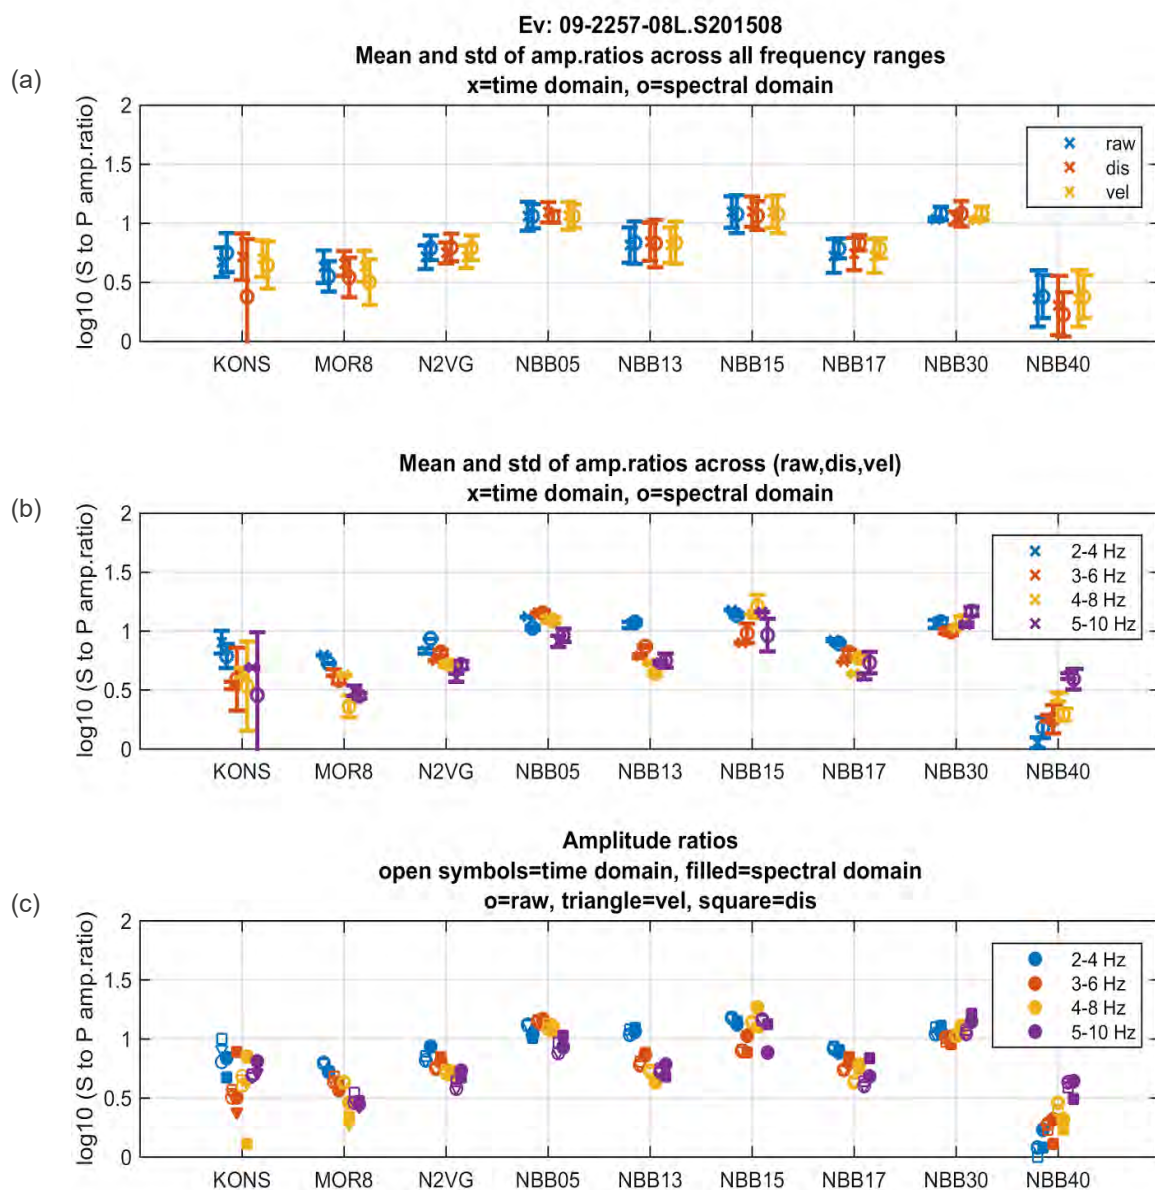 Ev: 09-2257-08L.S201508
Mean and std of amp.ratios across all frequency ranges
x=time domain, o=spectral domain
(a)
log10 (S to P amp.ratio)
2
1.5
1
0.5
0
raw
dis
vel
KONS MOR8 N2VG NBB05 NBB13 NBB15 NBB17 NBB30 NBB40
Mean and std of amp.ratios across (raw,dis,vel)
x=time domain, o=spectral domain
(b)
log10 (S to P amp.ratio)
2
1.5
1
0.5
0
2-4 Hz
3-6 Hz
4-8 Hz
5-10 Hz
KONS MOR8 N2VG NBB05 NBB13 NBB15 NBB17 NBB30 NBB40
Amplitude ratios
open symbols=time domain, filled=spectral domain
o=raw, triangle=vel, square=dis
(c)
log10 (S to P amp.ratio)
2
1.5
1
0.5
0
2-4 Hz
3-6 Hz
4-8 Hz
5-10 Hz
KONS MOR8 N2VG NBB05 NBB13 NBB15 NBB17 NBB30 NBB40